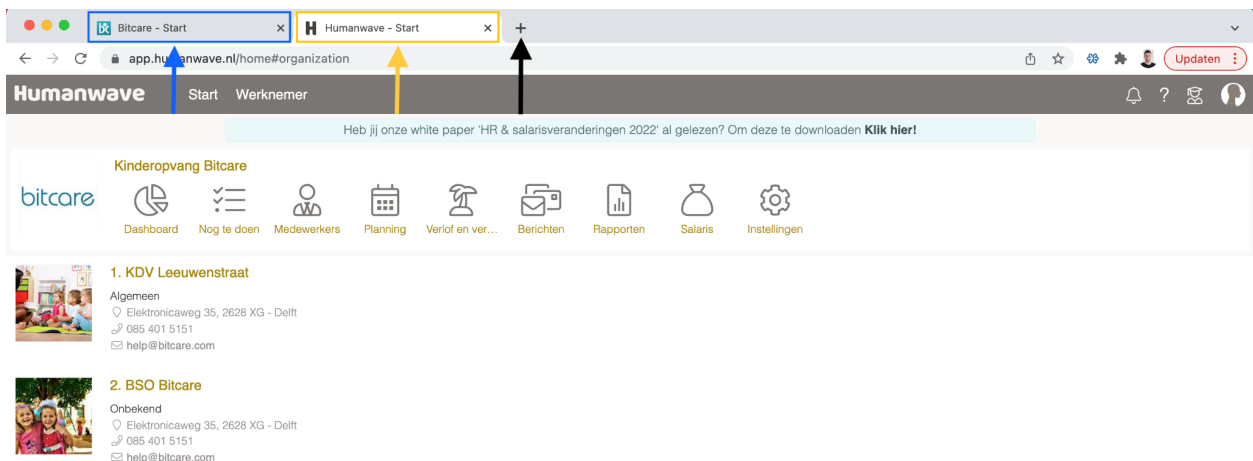 Bitcare - Start
Humanwave - Start
app.humanwave.nl/home#organization
Updaten
Humanwave Start Werknemer ?
Heb jij onze white paper 'HR & salarisveranderingen 2022' al gelezen? Om deze te downloaden Klik hier!
bitcare
Kinderopvang Bitcare
Dashboard Nog te doen Medewerkers Planning Verlof en ver... Berichten Rapporten Salaris Instellingen
1. KDV Leeuwenstraat
Algemeen
Elektronicaweg 35, 2628 XG - Delft
085 401 5151
help@bitcare.com
2. BSO Bitcare
Onbekend
Elektronicaweg 35, 2628 XG - Delft
085 401 5151
help@bitcare.com